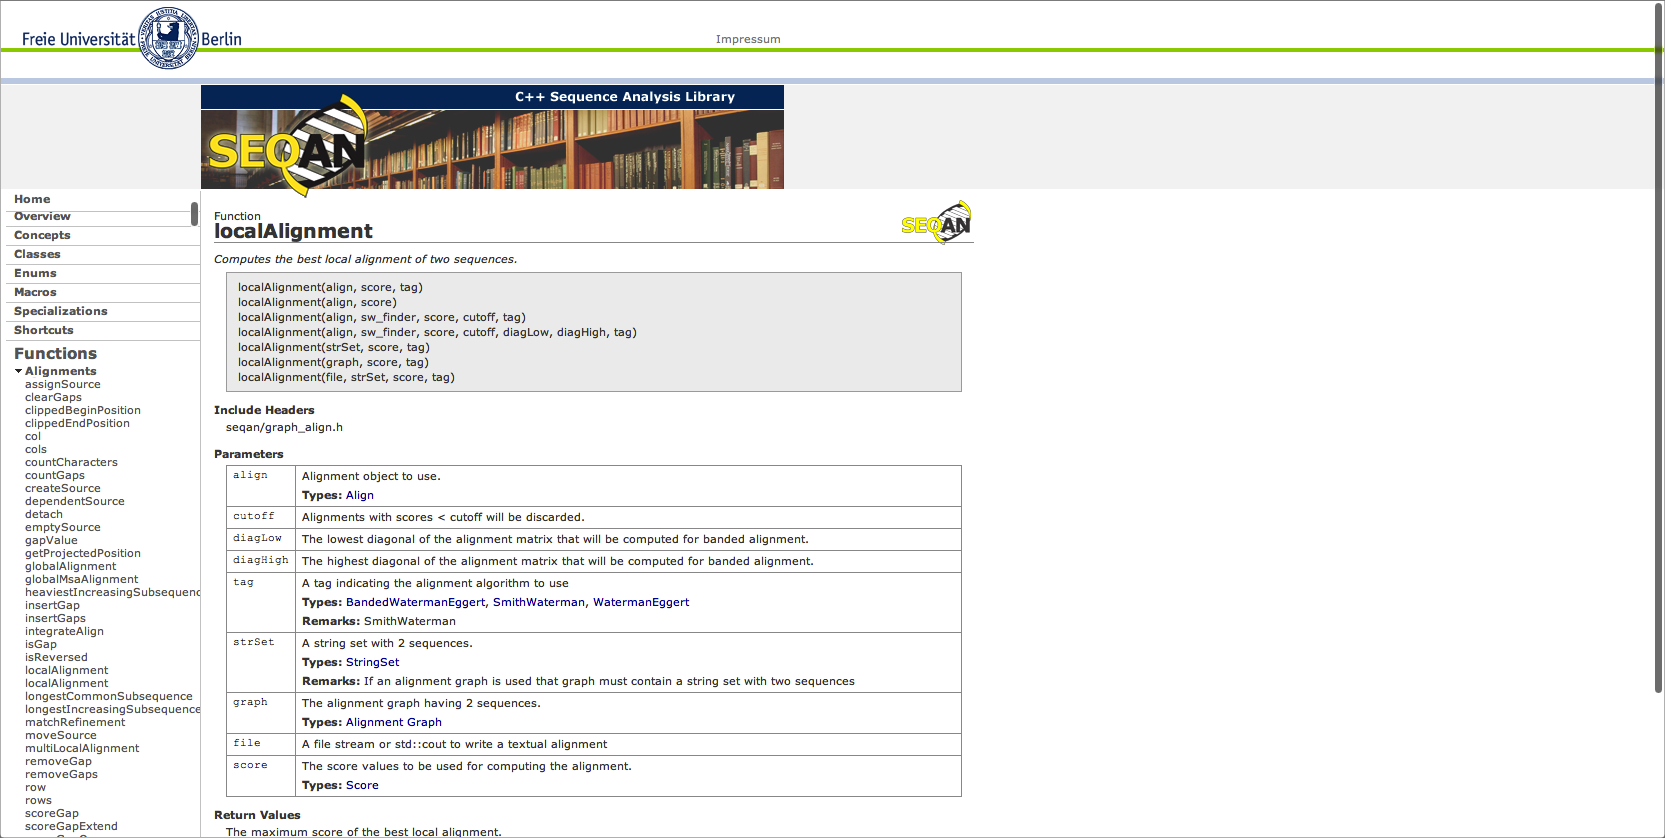 Freie Universität Berlin
Impressum
C++ Sequence Analysis Library
SEQAN
Home
Overview
Concepts
Classes
Enums
Macros
Specializations
Shortcuts
Functions
Alignments
assignSource
clearGaps
clippedBeginPosition
clippedEndPosition
col
cols
countCharacters
countGaps
createSource
dependentSource
detach
emptySource
gapValue
getProjectedPosition
globalAlignment
globalMsaAlignment
heaviestIncreasingSubsequenc
insertGap
insertGaps
integrateAlign
isGap
isReversed
localAlignment
localAlignment
longestCommonSubsequence
longestIncreasingSubsequence
matchRefinement
moveSource
multiLocalAlignment
removeGap
removeGaps
row
rows
scoreGap
scoreGapExtend
Function
localAlignment
SEQAN
Computes the best local alignment of two sequences.
localAlignment(align, score, tag)
localAlignment(align, score)
localAlignment(align, sw_finder, score, cutoff, tag)
localAlignment(align, sw_finder, score, cutoff, diagLow, diagHigh, tag)
localAlignment(strSet, score, tag)
localAlignment(graph, score, tag)
localAlignment(file, strSet, score, tag)
Include Headers
seqan/graph_align.h
Parameters
align Alignment object to use.
Types: Align
cutoff Alignments with scores < cutoff will be discarded.
diagLow The lowest diagonal of the alignment matrix that will be computed for banded alignment.
diagHigh The highest diagonal of the alignment matrix that will be computed for banded alignment.
tag A tag indicating the alignment algorithm to use
Types: BandedWatermanEggert, SmithWaterman, WatermanEggert
Remarks: SmithWaterman
strSet A string set with 2 sequences.
Types: StringSet
Remarks: If an alignment graph is used that graph must contain a string set with two sequences
graph The alignment graph having 2 sequences.
Types: Alignment Graph
file A file stream or std::cout to write a textual alignment
score The score values to be used for computing the alignment.
Types: Score
Return Values
The maximum score of the best local alignment.